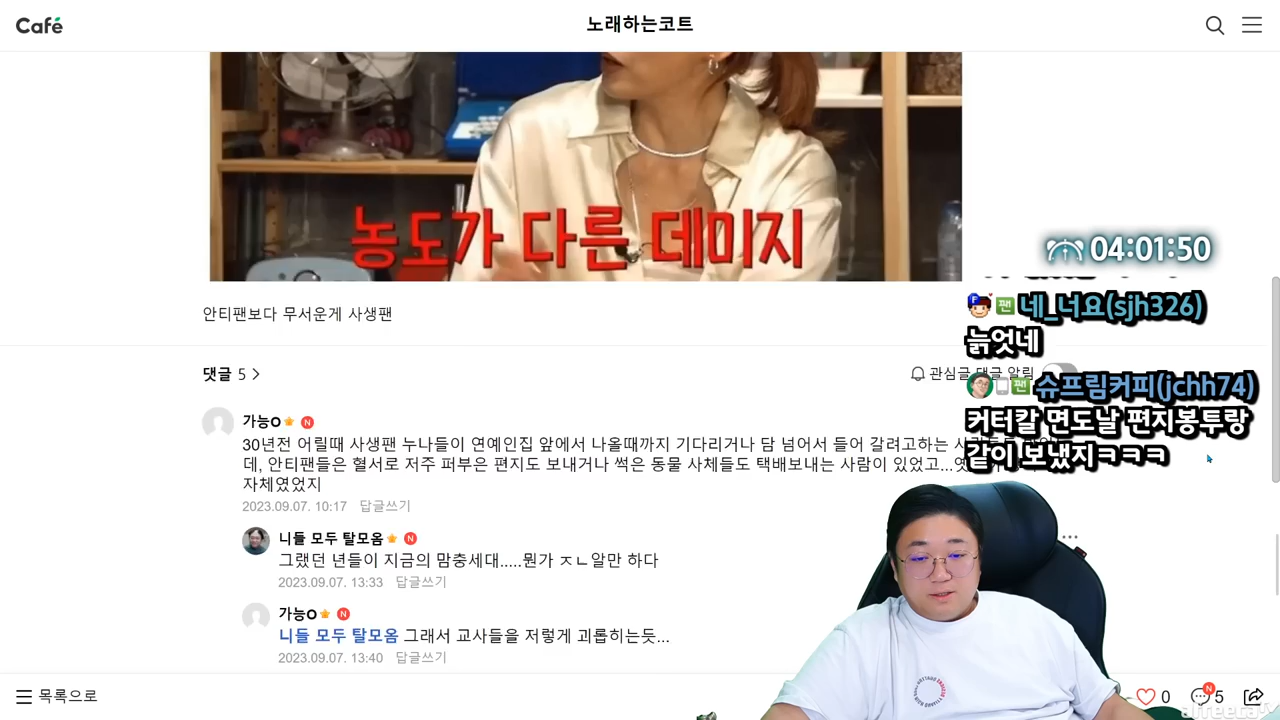 Café
노래하는코트
농도가 다른 데미지
안티팬보다 무서운게 사생팬
04:01:50
팬 네_너요(sjh326)
늙엇네
댓글 5
관심글 댓글 알림
팬 슈프림커피(jchh74)
커터칼 면도날 편지봉투랑
같이 보냈지ㅋㅋㅋ
가능O N
30년전 어릴때 사생팬 누나들이 연예인집 앞에서 나올때까지 기다리거나 담 넘어서 들어 갈려고하는
데, 안티팬들은 혈서로 저주 퍼부은 편지도 보내거나 썩은 동물 사체들도 택배보내는 사람이 있었고...
자체였었지
2023.09.07. 10:17 답글쓰기
니들 모두 탈모옴 N
그랬던 년들이 지금의 맘충세대.....뭔가 ㅈㄴ알만 하다
2023.09.07. 13:33 답글쓰기
가능O N
니들 모두 탈모옴 그래서 교사들을 저렇게 괴롭히는듯...
2023.09.07. 13:40 답글쓰기
목록으로
0
N 5
afreecaTV